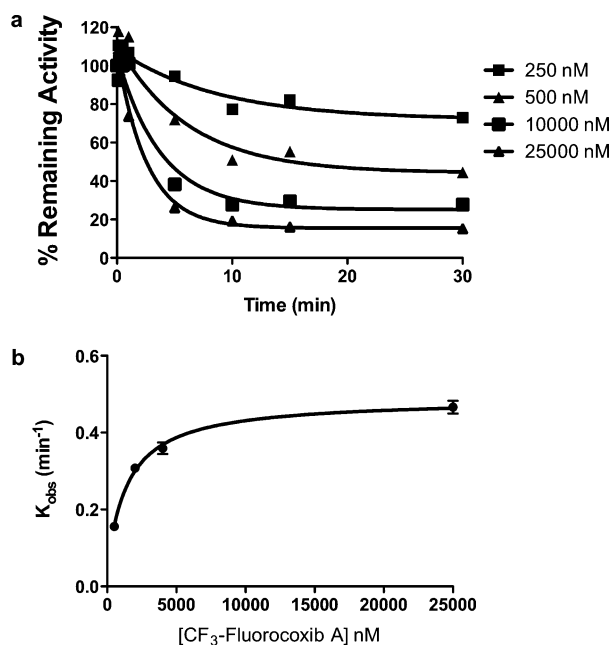 a
120
100
80
60
40
20
0
% Remaining Activity
0 10 20 30
Time (min)
250 nM
500 nM
10000 nM
25000 nM
b
0.6
0.4
0.2
0.0
K_obs (min⁻¹)
0 5000 10000 15000 20000 25000
[CF₃-Fluorocoxib A] nM